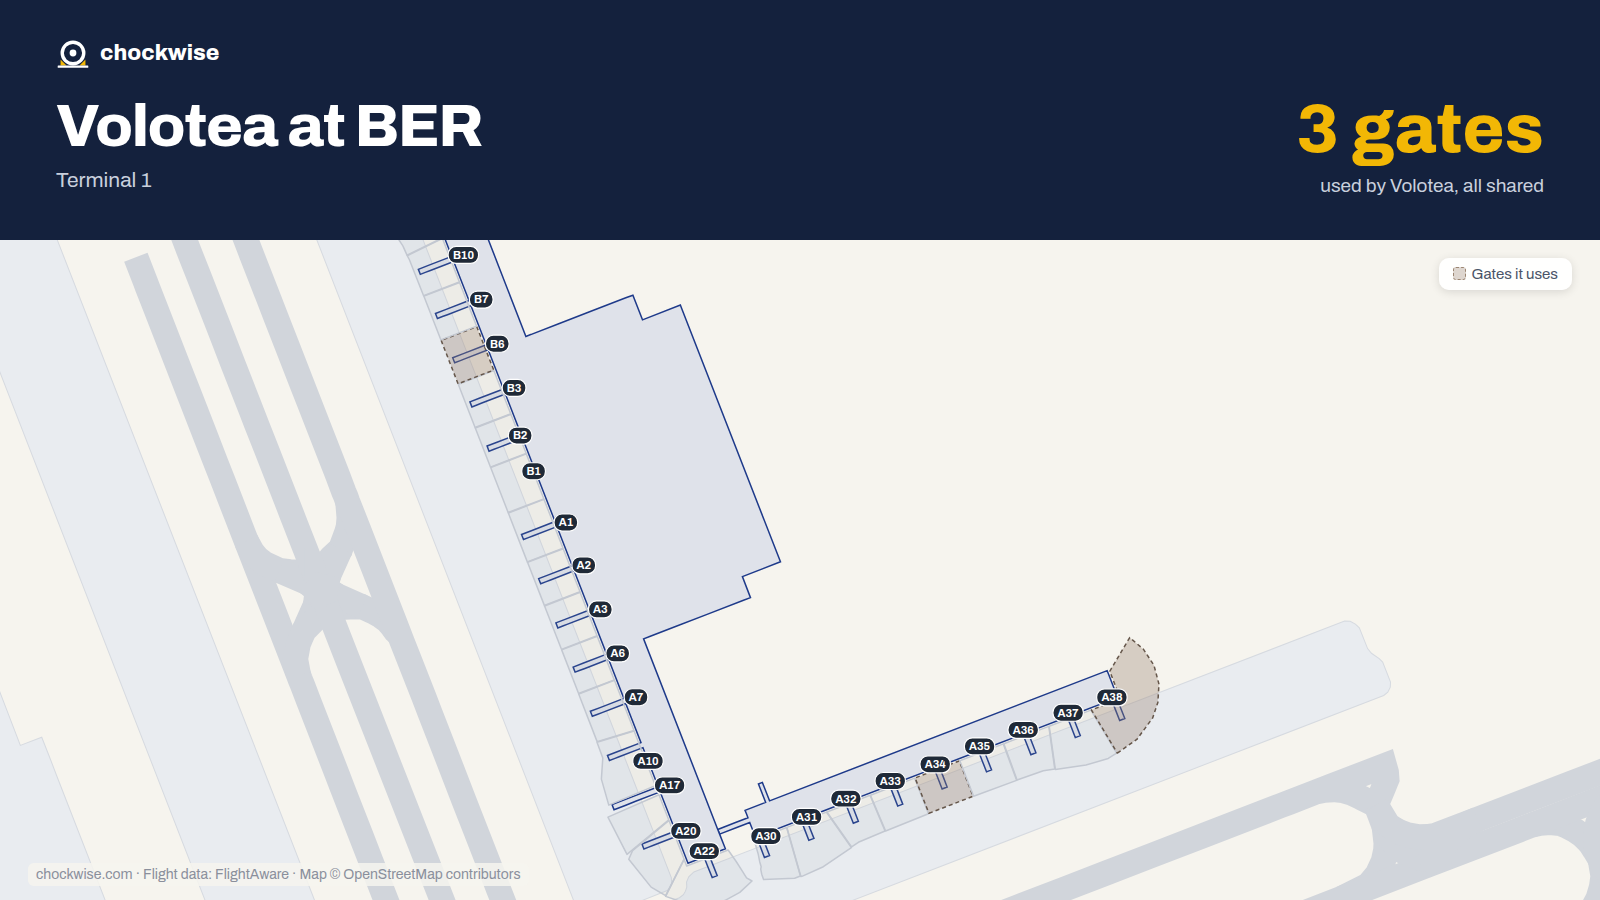 chockwise
Volotea at BER
Terminal 1
3 gates
used by Volotea, all shared
Gates it uses
B10
B7
B6
B3
B2
B1
A1
A2
A3
A6
A7
A10
A17
A20
A22
A30
A31
A32
A33
A34
A35
A36
A37
A38
chockwise.com · Flight data: FlightAware · Map © OpenStreetMap contributors